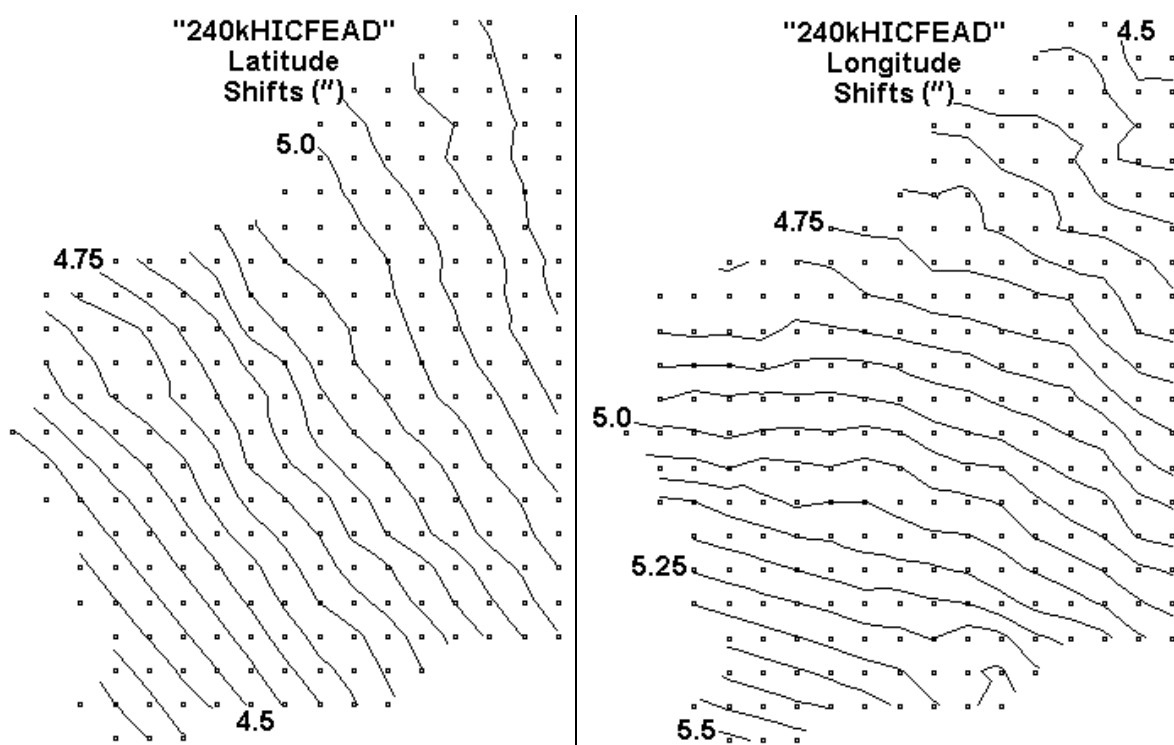 "240kHICFEAD"
Latitude
Shifts (")
5.0
4.75
4.5
"240kHICFEAD"
Longitude
Shifts (")
4.5
4.75
5.0
5.25
5.5